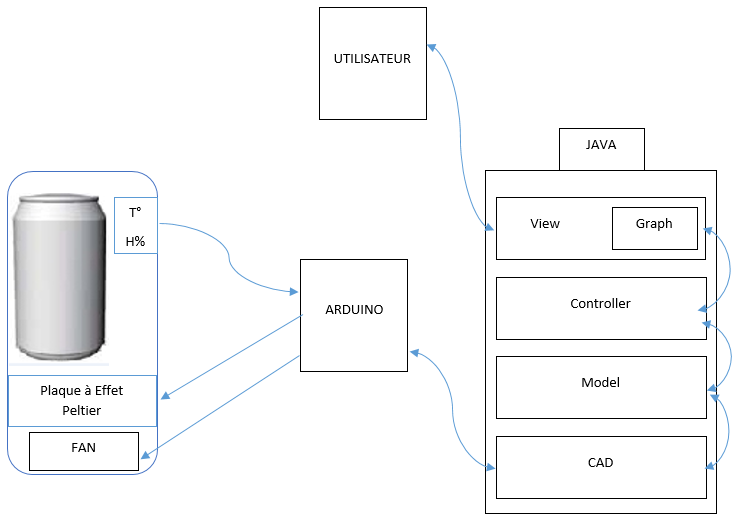 UTILISATEUR
JAVA
T°
H%
View
Graph
Controller
ARDUINO
Model
Plaque à Effet
Peltier
FAN
CAD